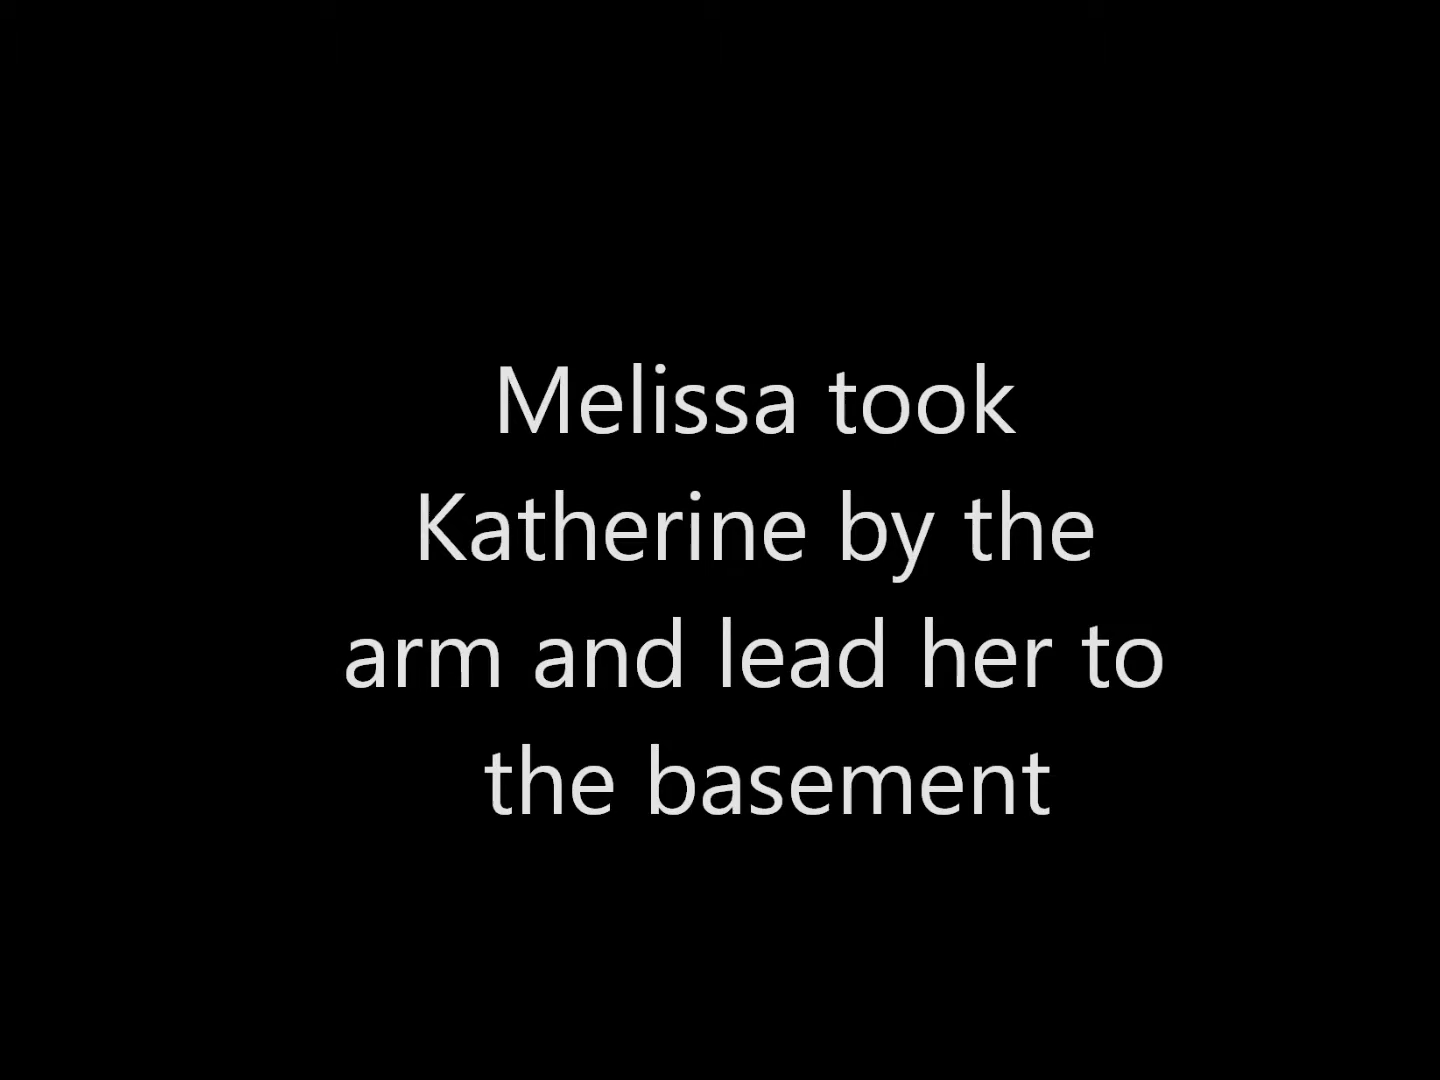 Melissa took
Katherine by the
arm and lead her to
the basement